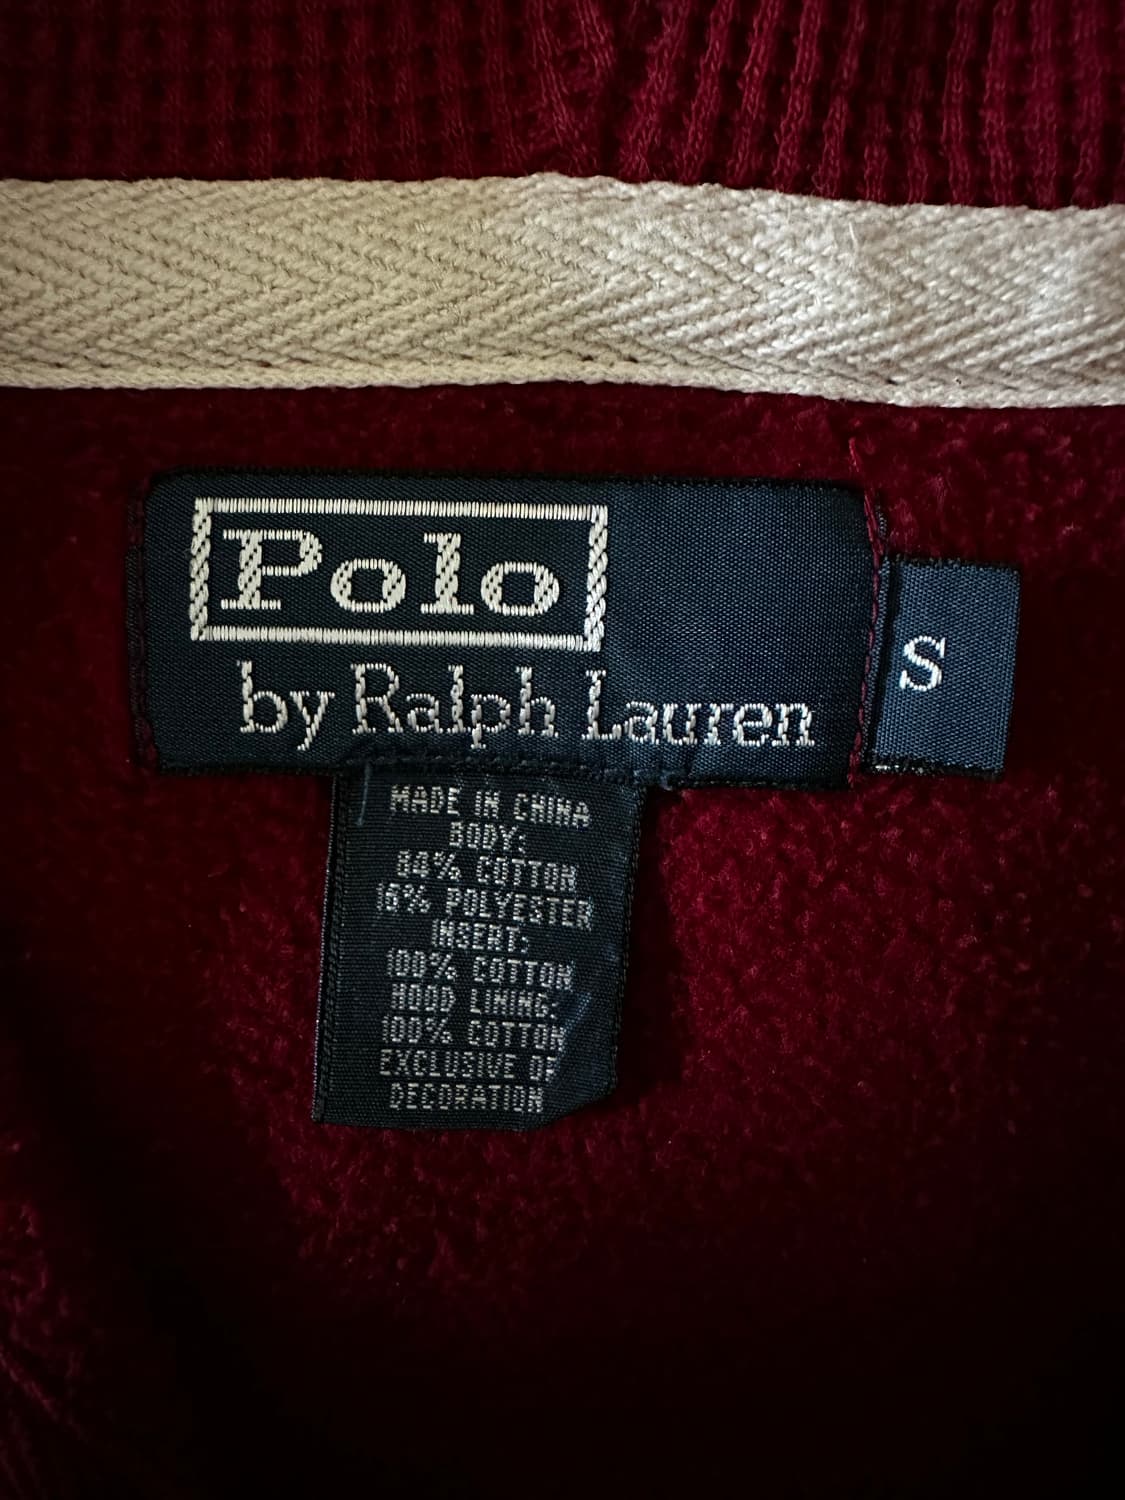 Polo
by Ralph Lauren
S
MADE IN CHINA
BODY:
84% COTTON
16% POLYESTER
INSERT:
100% COTTON
HOOD LINING:
100% COTTON
EXCLUSIVE OF
DECORATION